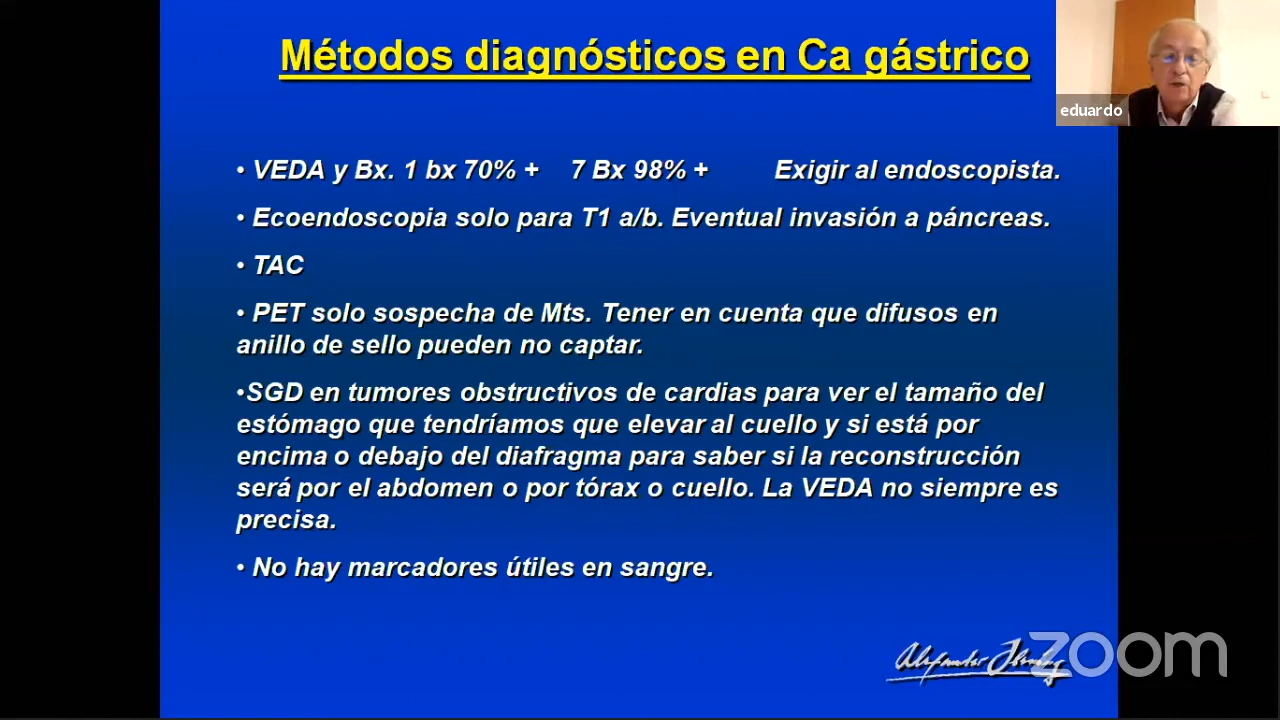 Métodos diagnósticos en Ca gástrico
eduardo
• VEDA y Bx. 1 bx 70% + 7 Bx 98% + Exigir al endoscopista.
• Ecoendoscopia solo para T1 a/b. Eventual invasión a páncreas.
• TAC
• PET solo sospecha de Mts. Tener en cuenta que difusos en
anillo de sello pueden no captar.
•SGD en tumores obstructivos de cardias para ver el tamaño del
estómago que tendríamos que elevar al cuello y si está por
encima o debajo del diafragma para saber si la reconstrucción
será por el abdomen o por tórax o cuello. La VEDA no siempre es
precisa.
• No hay marcadores útiles en sangre.
zoom